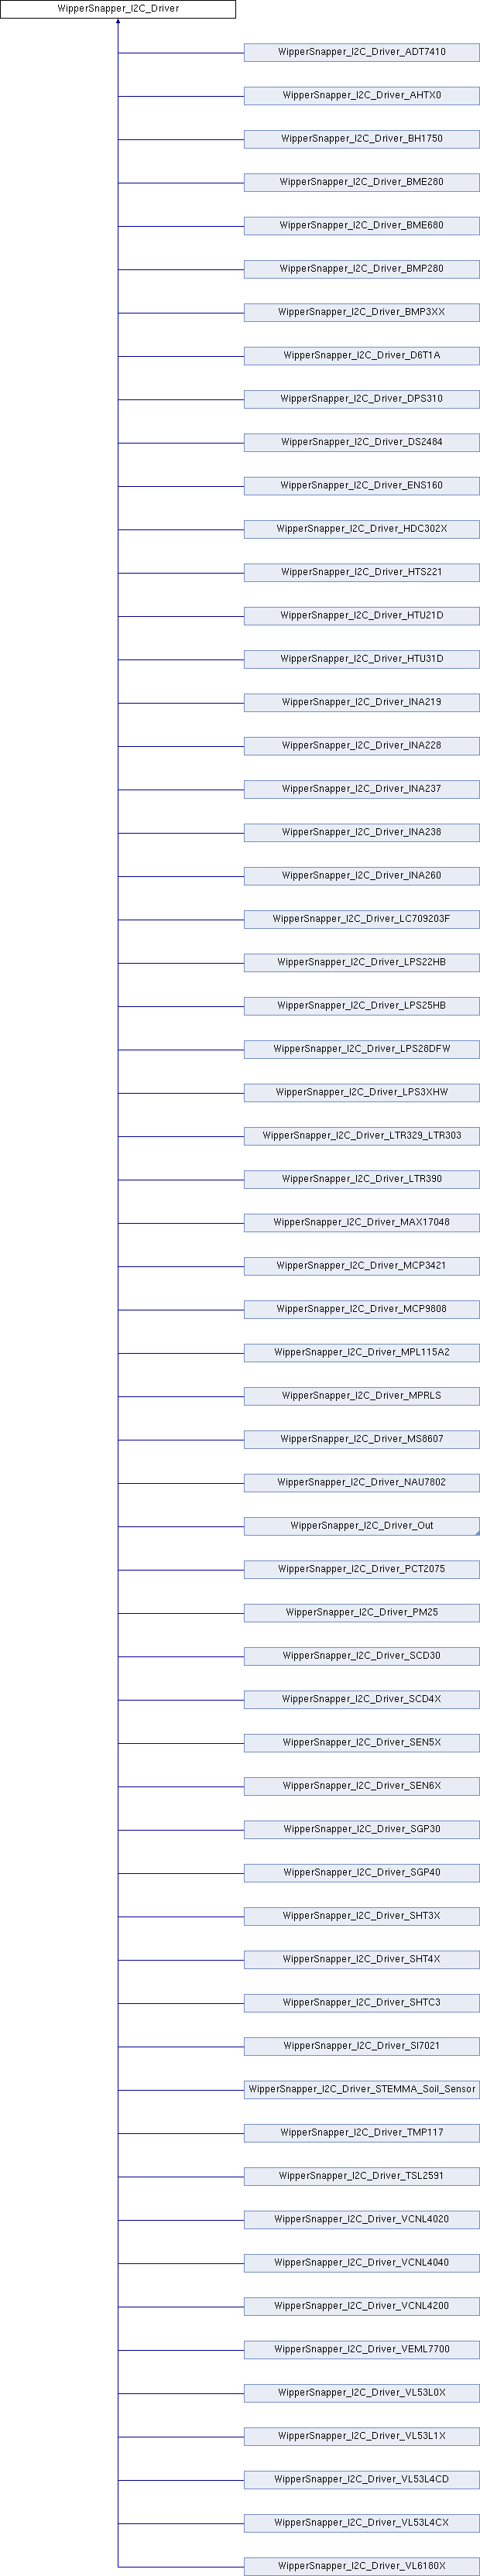 WipperSnapper_I2C_Driver
WipperSnapper_I2C_Driver_ADT7410
WipperSnapper_I2C_Driver_AHTX0
WipperSnapper_I2C_Driver_BH1750
WipperSnapper_I2C_Driver_BME280
WipperSnapper_I2C_Driver_BME680
WipperSnapper_I2C_Driver_BMP280
WipperSnapper_I2C_Driver_BMP3XX
WipperSnapper_I2C_Driver_D6T1A
WipperSnapper_I2C_Driver_DPS310
WipperSnapper_I2C_Driver_DS2484
WipperSnapper_I2C_Driver_ENS160
WipperSnapper_I2C_Driver_HDC302X
WipperSnapper_I2C_Driver_HTS221
WipperSnapper_I2C_Driver_HTU21D
WipperSnapper_I2C_Driver_HTU31D
WipperSnapper_I2C_Driver_INA219
WipperSnapper_I2C_Driver_INA228
WipperSnapper_I2C_Driver_INA237
WipperSnapper_I2C_Driver_INA238
WipperSnapper_I2C_Driver_INA260
WipperSnapper_I2C_Driver_LC709203F
WipperSnapper_I2C_Driver_LPS22HB
WipperSnapper_I2C_Driver_LPS25HB
WipperSnapper_I2C_Driver_LPS28DFW
WipperSnapper_I2C_Driver_LPS3XHW
WipperSnapper_I2C_Driver_LTR329_LTR303
WipperSnapper_I2C_Driver_LTR390
WipperSnapper_I2C_Driver_MAX17048
WipperSnapper_I2C_Driver_MCP3421
WipperSnapper_I2C_Driver_MCP9808
WipperSnapper_I2C_Driver_MPL115A2
WipperSnapper_I2C_Driver_MPRLS
WipperSnapper_I2C_Driver_MS8607
WipperSnapper_I2C_Driver_NAU7802
WipperSnapper_I2C_Driver_Out
WipperSnapper_I2C_Driver_PCT2075
WipperSnapper_I2C_Driver_PM25
WipperSnapper_I2C_Driver_SCD30
WipperSnapper_I2C_Driver_SCD4X
WipperSnapper_I2C_Driver_SEN5X
WipperSnapper_I2C_Driver_SEN6X
WipperSnapper_I2C_Driver_SGP30
WipperSnapper_I2C_Driver_SGP40
WipperSnapper_I2C_Driver_SHT3X
WipperSnapper_I2C_Driver_SHT4X
WipperSnapper_I2C_Driver_SHTC3
WipperSnapper_I2C_Driver_SI7021
WipperSnapper_I2C_Driver_STEMMA_Soil_Sensor
WipperSnapper_I2C_Driver_TMP117
WipperSnapper_I2C_Driver_TSL2591
WipperSnapper_I2C_Driver_VCNL4020
WipperSnapper_I2C_Driver_VCNL4040
WipperSnapper_I2C_Driver_VCNL4200
WipperSnapper_I2C_Driver_VEML7700
WipperSnapper_I2C_Driver_VL53L0X
WipperSnapper_I2C_Driver_VL53L1X
WipperSnapper_I2C_Driver_VL53L4CD
WipperSnapper_I2C_Driver_VL53L4CX
WipperSnapper_I2C_Driver_VL6180X